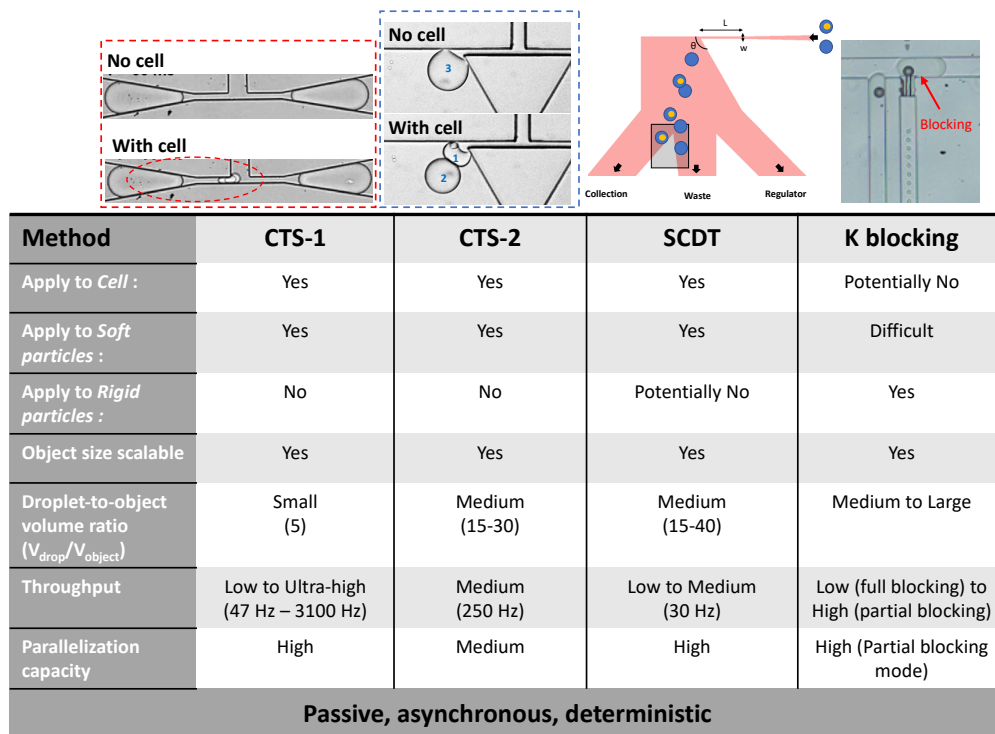 No cell
With cell
No cell
3
With cell
1
2
L
w
θ
Collection
Waste
Regulator
Blocking
Method CTS-1 CTS-2 SCDT K blocking
Apply to Cell : Yes Yes Yes Potentially No
Apply to Soft
particles : Yes Yes Yes Difficult
Apply to Rigid
particles : No No Potentially No Yes
Object size scalable Yes Yes Yes Yes
Droplet-to-object
volume ratio
(Vdrop/Vobject)
Small
(5)
Medium
(15-30)
Medium
(15-40)
Medium to Large
Throughput
Low to Ultra-high
(47 Hz – 3100 Hz)
Medium
(250 Hz)
Low to Medium
(30 Hz)
Low (full blocking) to
High (partial blocking)
Parallelization
capacity
High
Medium
High
High (Partial blocking
mode)
Passive, asynchronous, deterministic